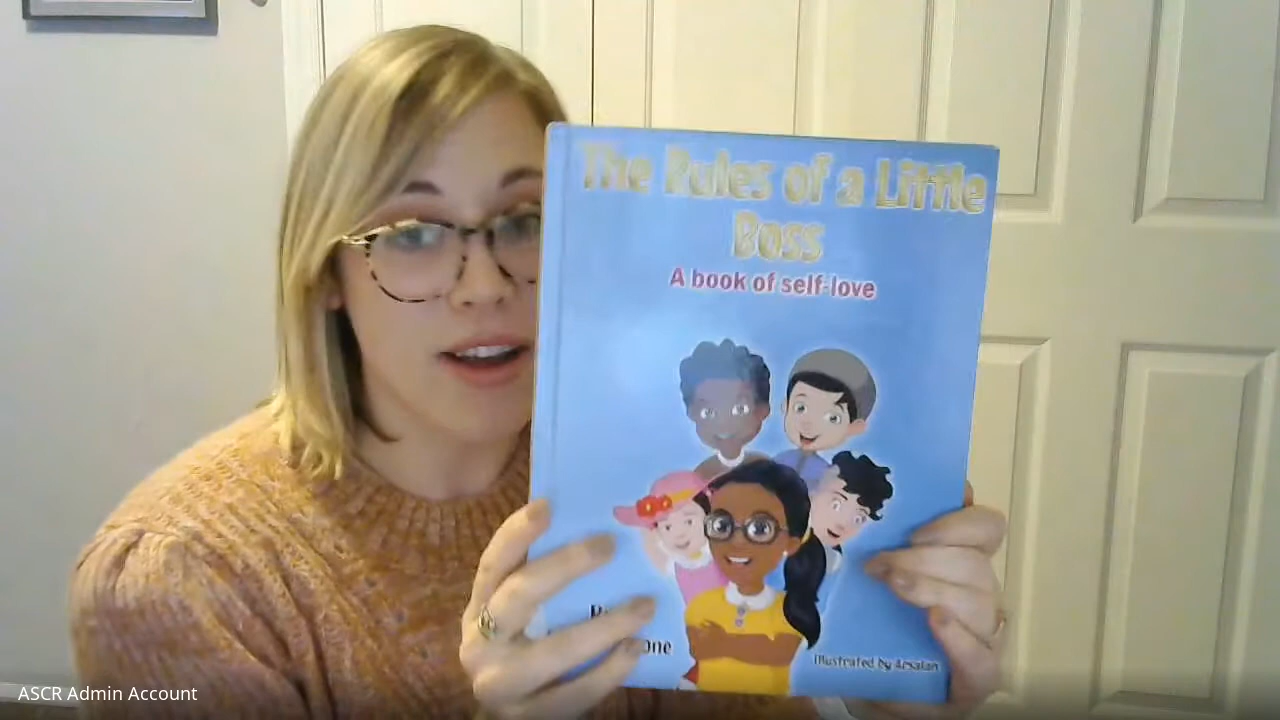 The Rules of a Little
Boss
A book of self-love
Illustrated by Arsalan
ASCR Admin Account